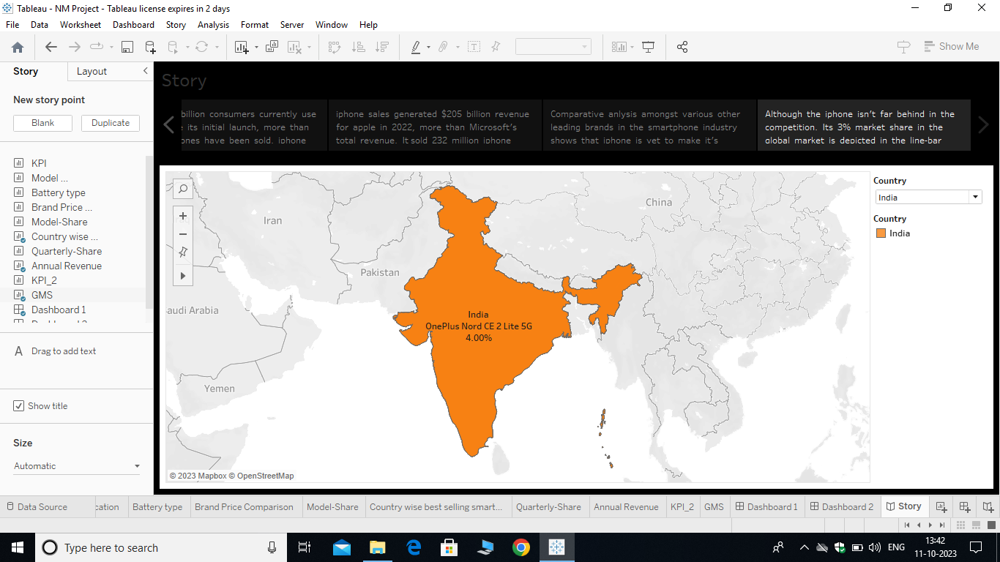 Tableau - NM Project - Tableau license expires in 2 days
File Data Worksheet Dashboard Story Analysis Format Server Window Help
Show Me
Story Layout
New story point
Blank Duplicate
KPI
Model ...
Battery type
Brand Price ...
Model-Share
Country wise ...
Quarterly-Share
Annual Revenue
KPI_2
GMS
Dashboard 1
A Drag to add text
Show title
Size
Automatic
Story
billion consumers currently use
its initial launch, more than
ones have been sold. iphone
iphone sales generated $205 billion revenue
for apple in 2022, more than Microsoft's
total revenue. It sold 232 million iphone
Comparative anlysis amongst various other
leading brands in the smartphone industry
shows that iphone is yet to make it's
Although the iphone isn't far behind in the
competition. Its 3% market share in the
global market is depicted in the line-bar
Iran
China
Pakistan
audi Arabia
Yemen
India
OnePlus Nord CE 2 Lite 5G
4.00%
© 2023 Mapbox © OpenStreetMap
Country
India
Country
India
Data Source cation Battery type Brand Price Comparison Model-Share Country wise best selling smart... Quarterly-Share Annual Revenue KPI_2 GMS Dashboard 1 Dashboard 2 Story
Type here to search
ENG
13:42
11-10-2023